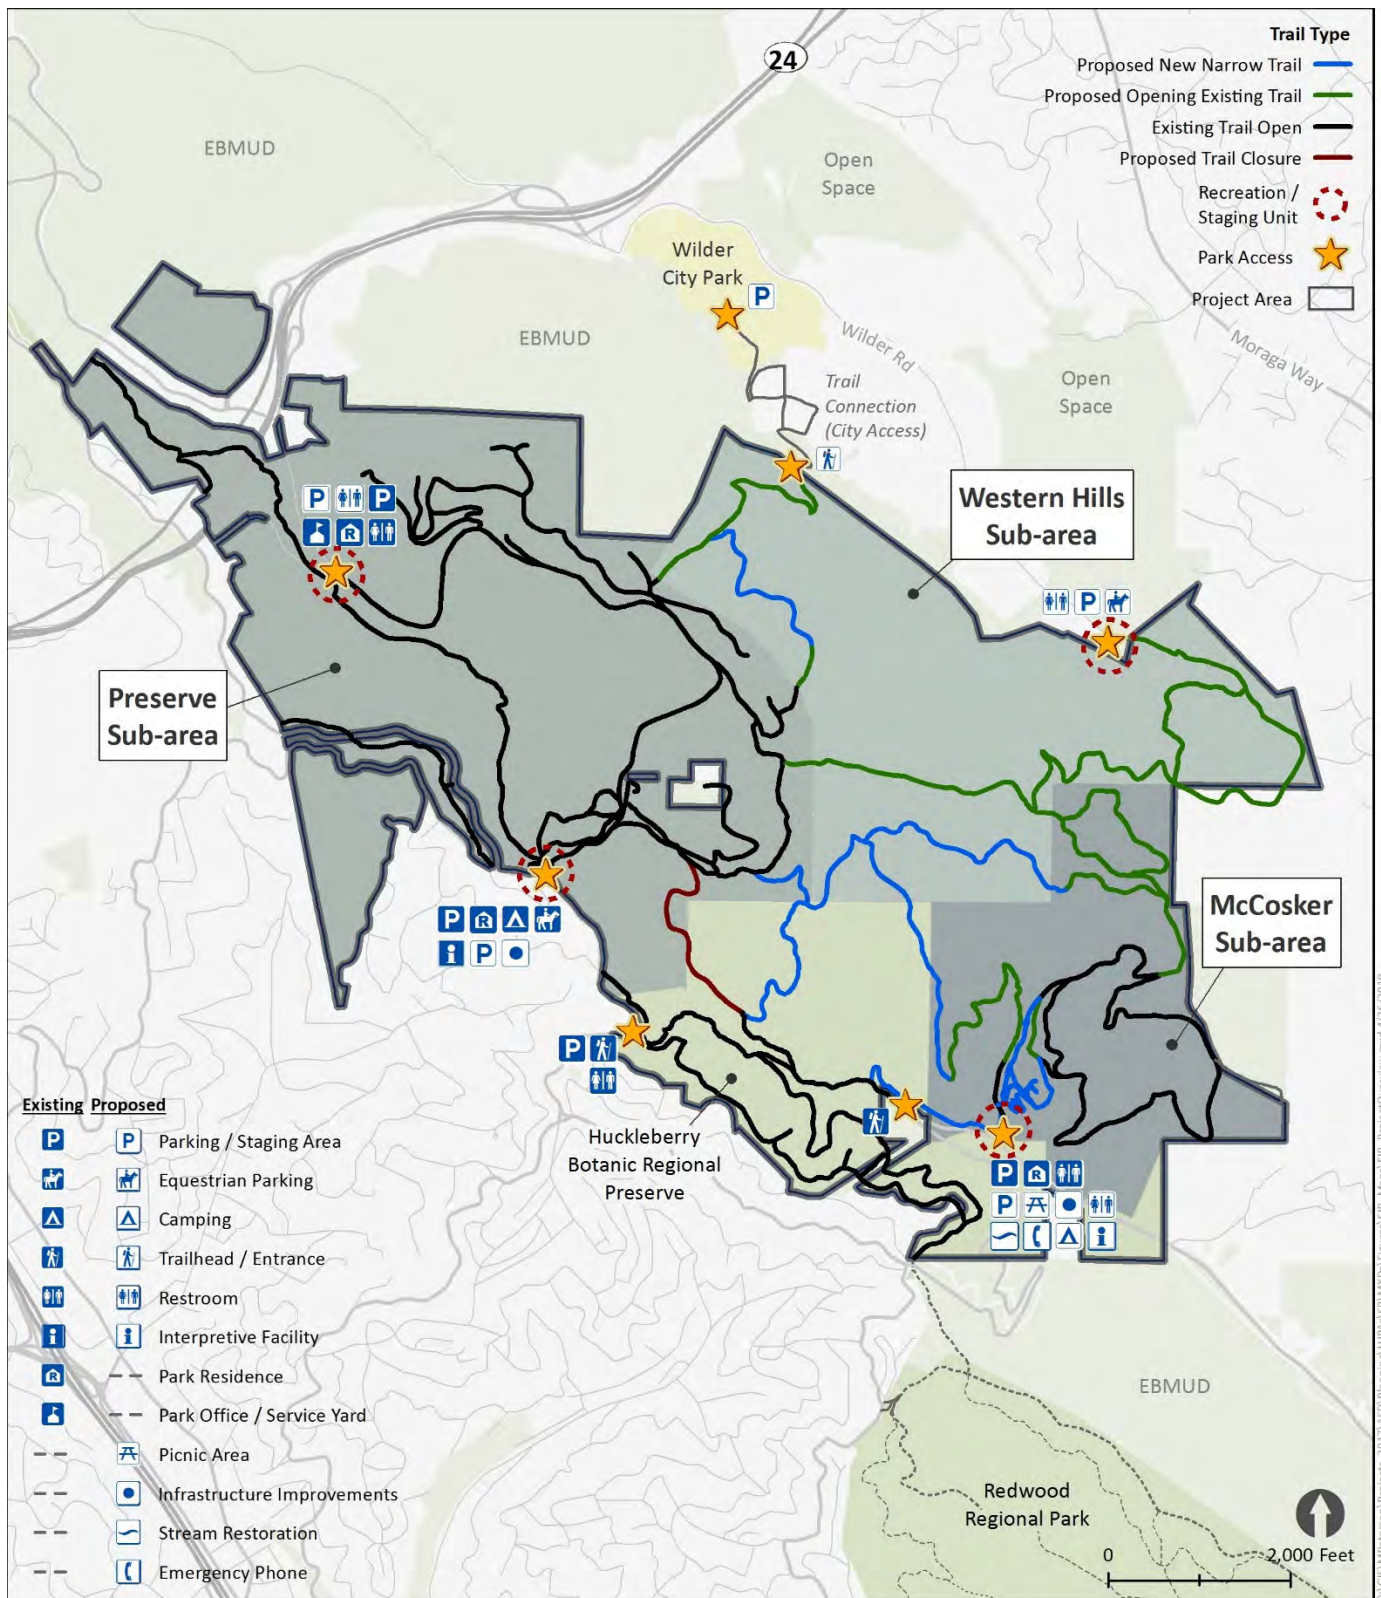 24
Trail Type
Proposed New Narrow Trail
Proposed Opening Existing Trail
Existing Trail Open
Proposed Trail Closure
Recreation /
Staging Unit
Park Access
Project Area
EBMUD
Open
Space
Wilder
City Park
P
EBMUD
Wilder Rd
Moraga Way
Open
Space
Trail
Connection
(City Access)
Western Hills
Sub-area
P
P
R
P
Preserve
Sub-area
McCosker
Sub-area
P
R
i
P
P
Huckleberry
Botanic Regional
Preserve
P
R
P
i
EBMUD
Redwood
Regional Park
0
2,000 Feet
Existing Proposed
P P Parking / Staging Area
Equestrian Parking
Camping
Trailhead / Entrance
Restroom
i i Interpretive Facility
R Park Residence
Park Office / Service Yard
Picnic Area
Infrastructure Improvements
Stream Restoration
Emergency Phone